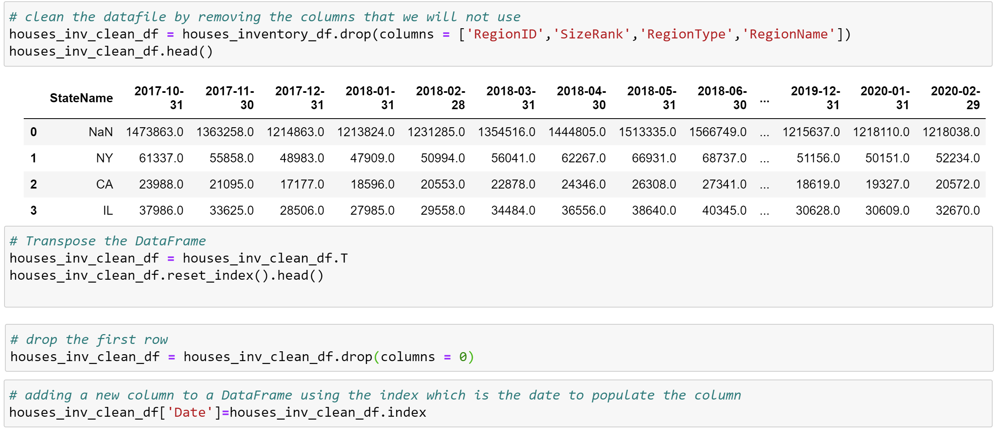 # clean the datafile by removing the columns that we will not use
houses_inv_clean_df = houses_inventory_df.drop(columns = ['RegionID','SizeRank','RegionType','RegionName'])
houses_inv_clean_df.head()
StateName 2017-10-31 2017-11-30 2017-12-31 2018-01-31 2018-02-28 2018-03-31 2018-04-30 2018-05-31 2018-06-30 ... 2019-12-31 2020-01-31 2020-02-29
0 NaN 1473863.0 1363258.0 1214863.0 1213824.0 1231285.0 1354516.0 1444805.0 1513335.0 1566749.0 ... 1215637.0 1218110.0 1218038.0
1 NY 61337.0 55858.0 48983.0 47909.0 50994.0 56041.0 62267.0 66931.0 68737.0 ... 51156.0 50151.0 52234.0
2 CA 23988.0 21095.0 17177.0 18596.0 20553.0 22878.0 24346.0 26308.0 27341.0 ... 18619.0 19327.0 20572.0
3 IL 37986.0 33625.0 28506.0 27985.0 29558.0 34484.0 36556.0 38640.0 40345.0 ... 30628.0 30609.0 32670.0
# Transpose the DataFrame
houses_inv_clean_df = houses_inv_clean_df.T
houses_inv_clean_df.reset_index().head()
# drop the first row
houses_inv_clean_df = houses_inv_clean_df.drop(columns = 0)
# adding a new column to a DataFrame using the index which is the date to populate the column
houses_inv_clean_df['Date']=houses_inv_clean_df.index